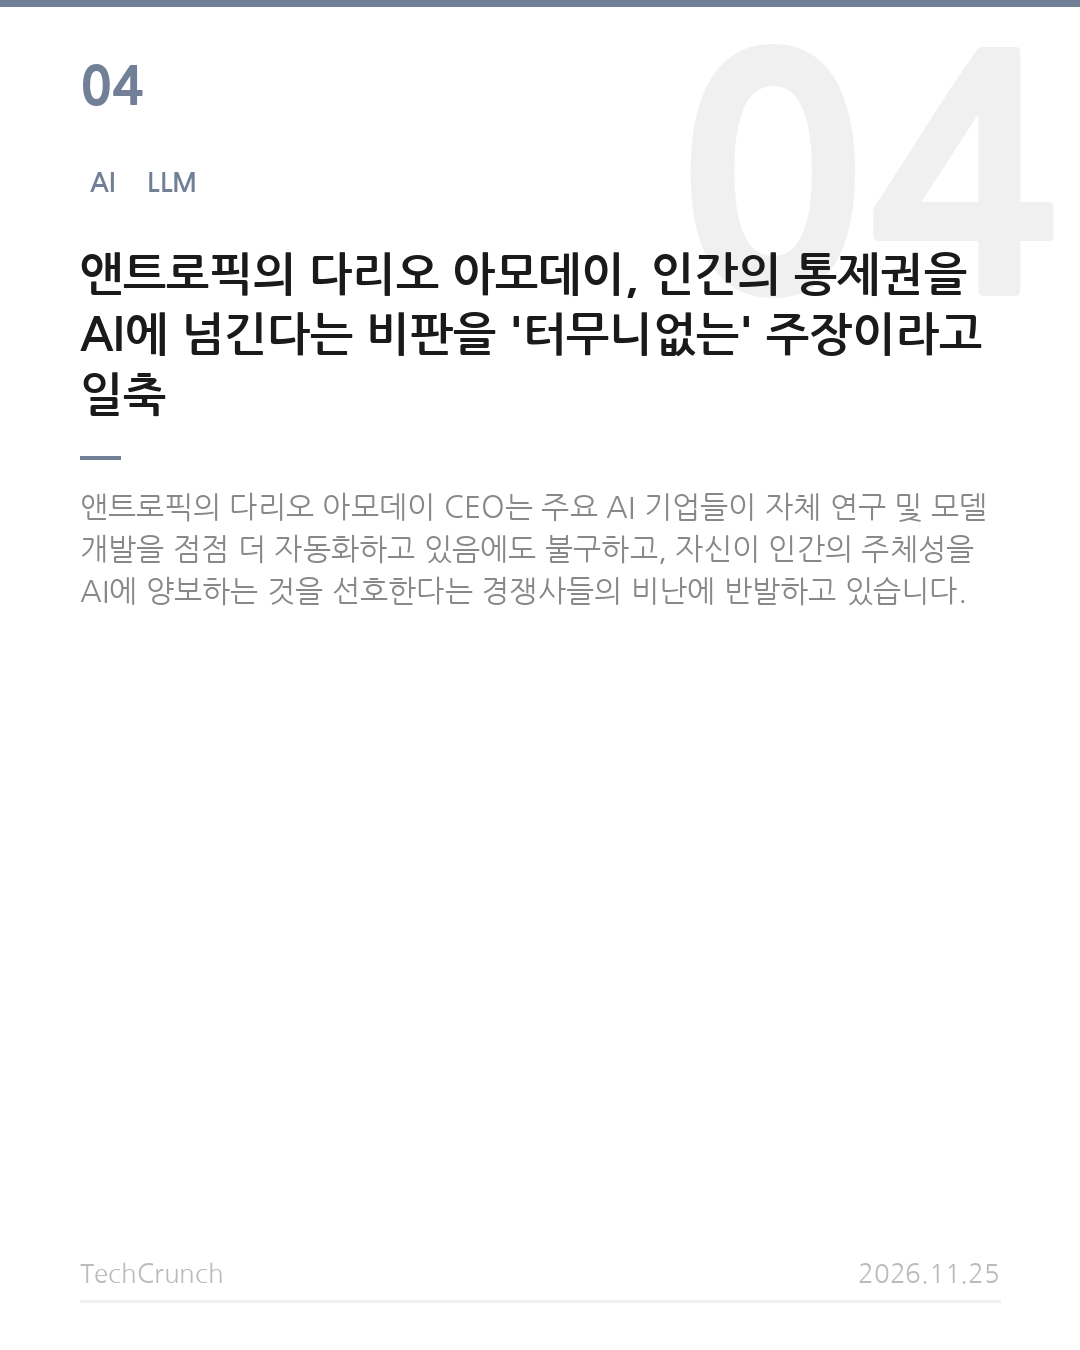 04
04
AI LLM
앤트로픽의 다리오 아모데이, 인간의 통제권을
AI에 넘긴다는 비판을 '터무니없는' 주장이라고
일축
앤트로픽의 다리오 아모데이 CEO는 주요 AI 기업들이 자체 연구 및 모델
개발을 점점 더 자동화하고 있음에도 불구하고, 자신이 인간의 주체성을
AI에 양보하는 것을 선호한다는 경쟁사들의 비난에 반발하고 있습니다.
TechCrunch 2026.11.25